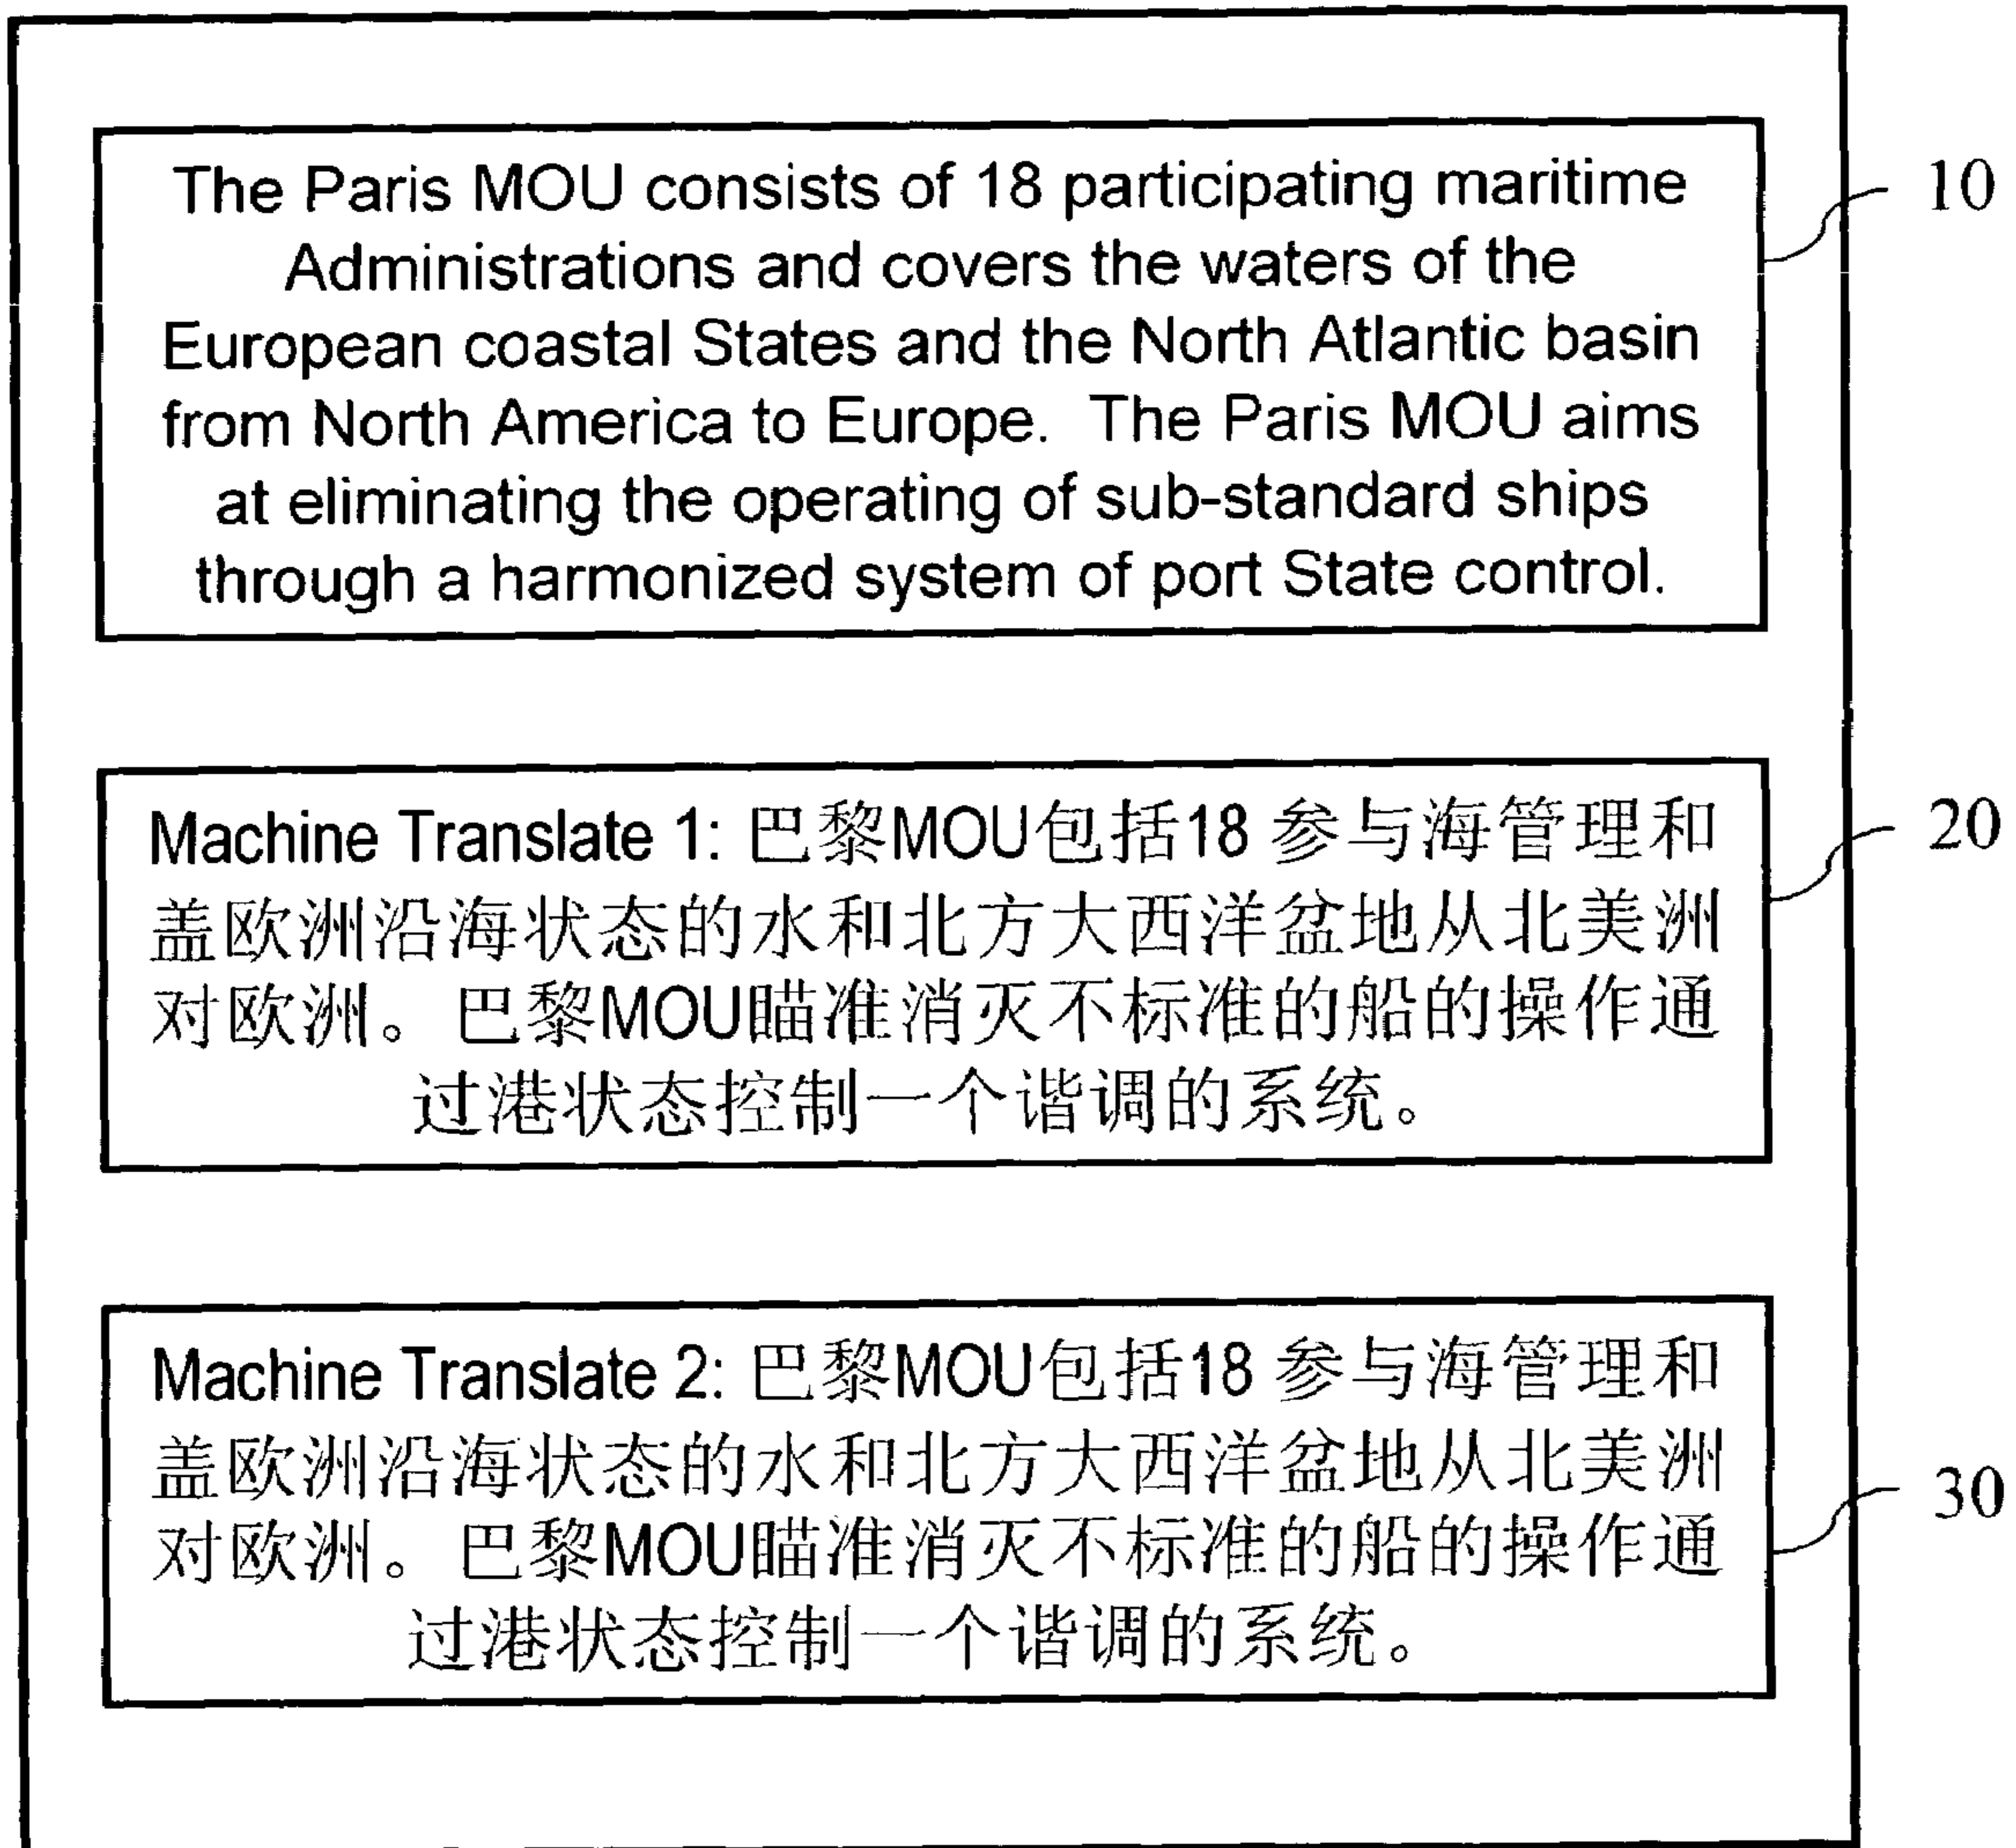 The Paris MOU consists of 18 participating maritime
Administrations and covers the waters of the
European coastal States and the North Atlantic basin
from North America to Europe. The Paris MOU aims
at eliminating the operating of sub-standard ships
through a harmonized system of port State control.
10
Machine Translate 1: 巴黎MOU包括18 参与海管理和
盖欧洲沿海状态的水和北方大西洋盆地从北美洲
对欧洲。巴黎MOU瞄准消灭不标准的船的操作通
过港状态控制一个谐调的系统。
20
Machine Translate 2: 巴黎MOU包括18 参与海管理和
盖欧洲沿海状态的水和北方大西洋盆地从北美洲
对欧洲。巴黎MOU瞄准消灭不标准的船的操作通
过港状态控制一个谐调的系统。
30